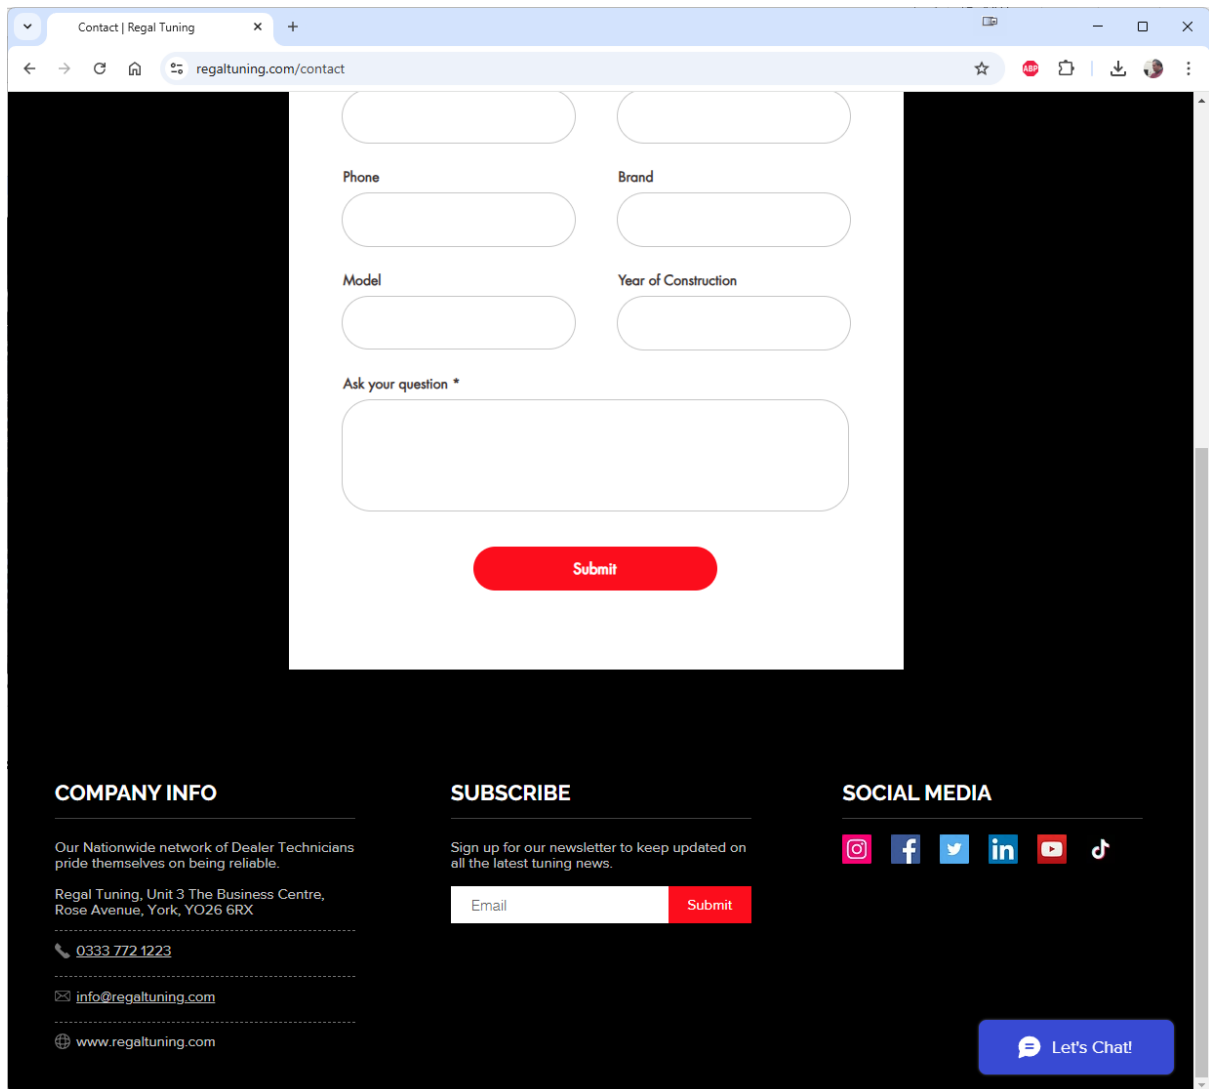 Contact | Regal Tuning
regaltuning.com/contact
ABP
Phone
Brand
Model
Year of Construction
Ask your question *
Submit
COMPANY INFO
Our Nationwide network of Dealer Technicians
pride themselves on being reliable.
Regal Tuning, Unit 3 The Business Centre,
Rose Avenue, York, YO26 6RX
0333 772 1223
info@regaltuning.com
www.regaltuning.com
SUBSCRIBE
Sign up for our newsletter to keep updated on
all the latest tuning news.
Email
Submit
SOCIAL MEDIA
Let's Chat!